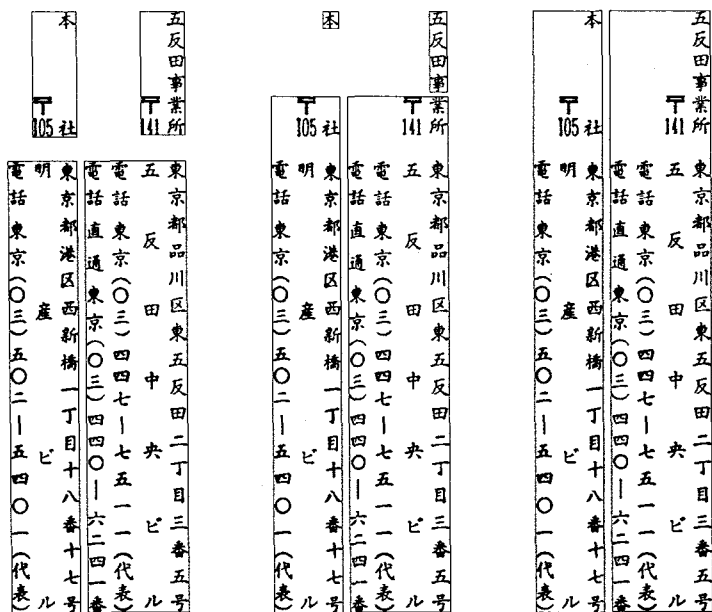 五反田事業所 東京都品川区東五反田二丁目三番五号
〒141 五反田中央ビル
電話 東京(〇三)四四七―七五一一(代表)
電話 直通東京(〇三)四四〇―六二四一番
本社 東京都港区西新橋一丁目十八番十七号
〒105 明産ビル
電話 東京(〇三)五〇二―五四〇一(代表)
五反田事業所 東京都品川区東五反田二丁目三番五号
〒141 五反田中央ビル
電話 東京(〇三)四四七―七五一一(代表)
電話 直通東京(〇三)四四〇―六二四一番
本社 東京都港区西新橋一丁目十八番十七号
〒105 明産ビル
電話 東京(〇三)五〇二―五四〇一(代表)
五反田事業所 東京都品川区東五反田二丁目三番五号
〒141 五反田中央ビル
電話 東京(〇三)四四七―七五一一(代表)
電話 直通東京(〇三)四四〇―六二四一番
本社 東京都港区西新橋一丁目十八番十七号
〒105 明産ビル
電話 東京(〇三)五〇二―五四〇一(代表)